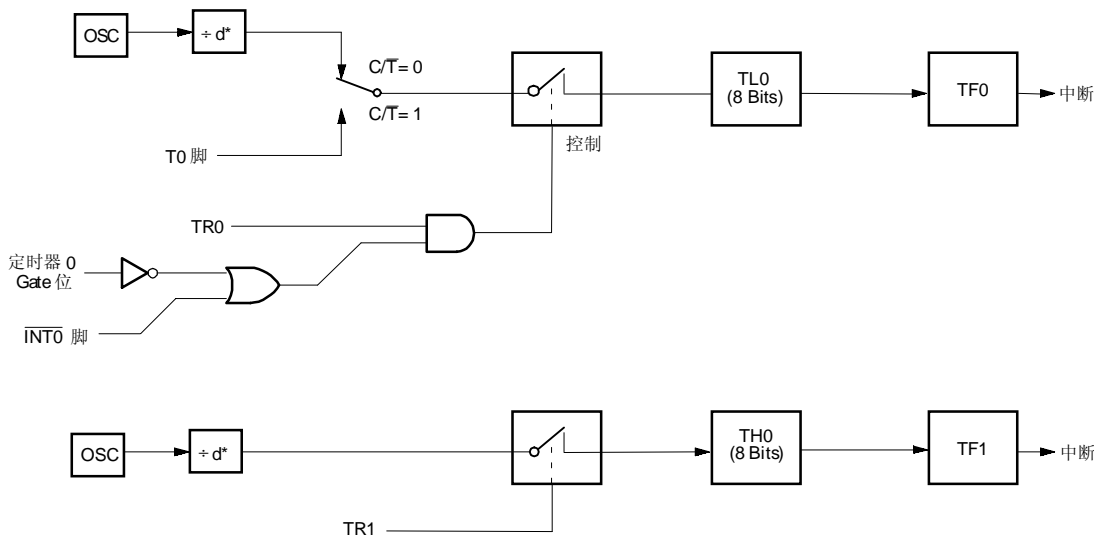 OSC
÷ d*
C/T̅= 0
C/T̅= 1
T0 脚
控制
TL0
(8 Bits)
TF0
中断
TR0
定时器 0
Gate 位
I̅N̅T̅0̅ 脚
OSC
÷ d*
TH0
(8 Bits)
TF1
中断
TR1